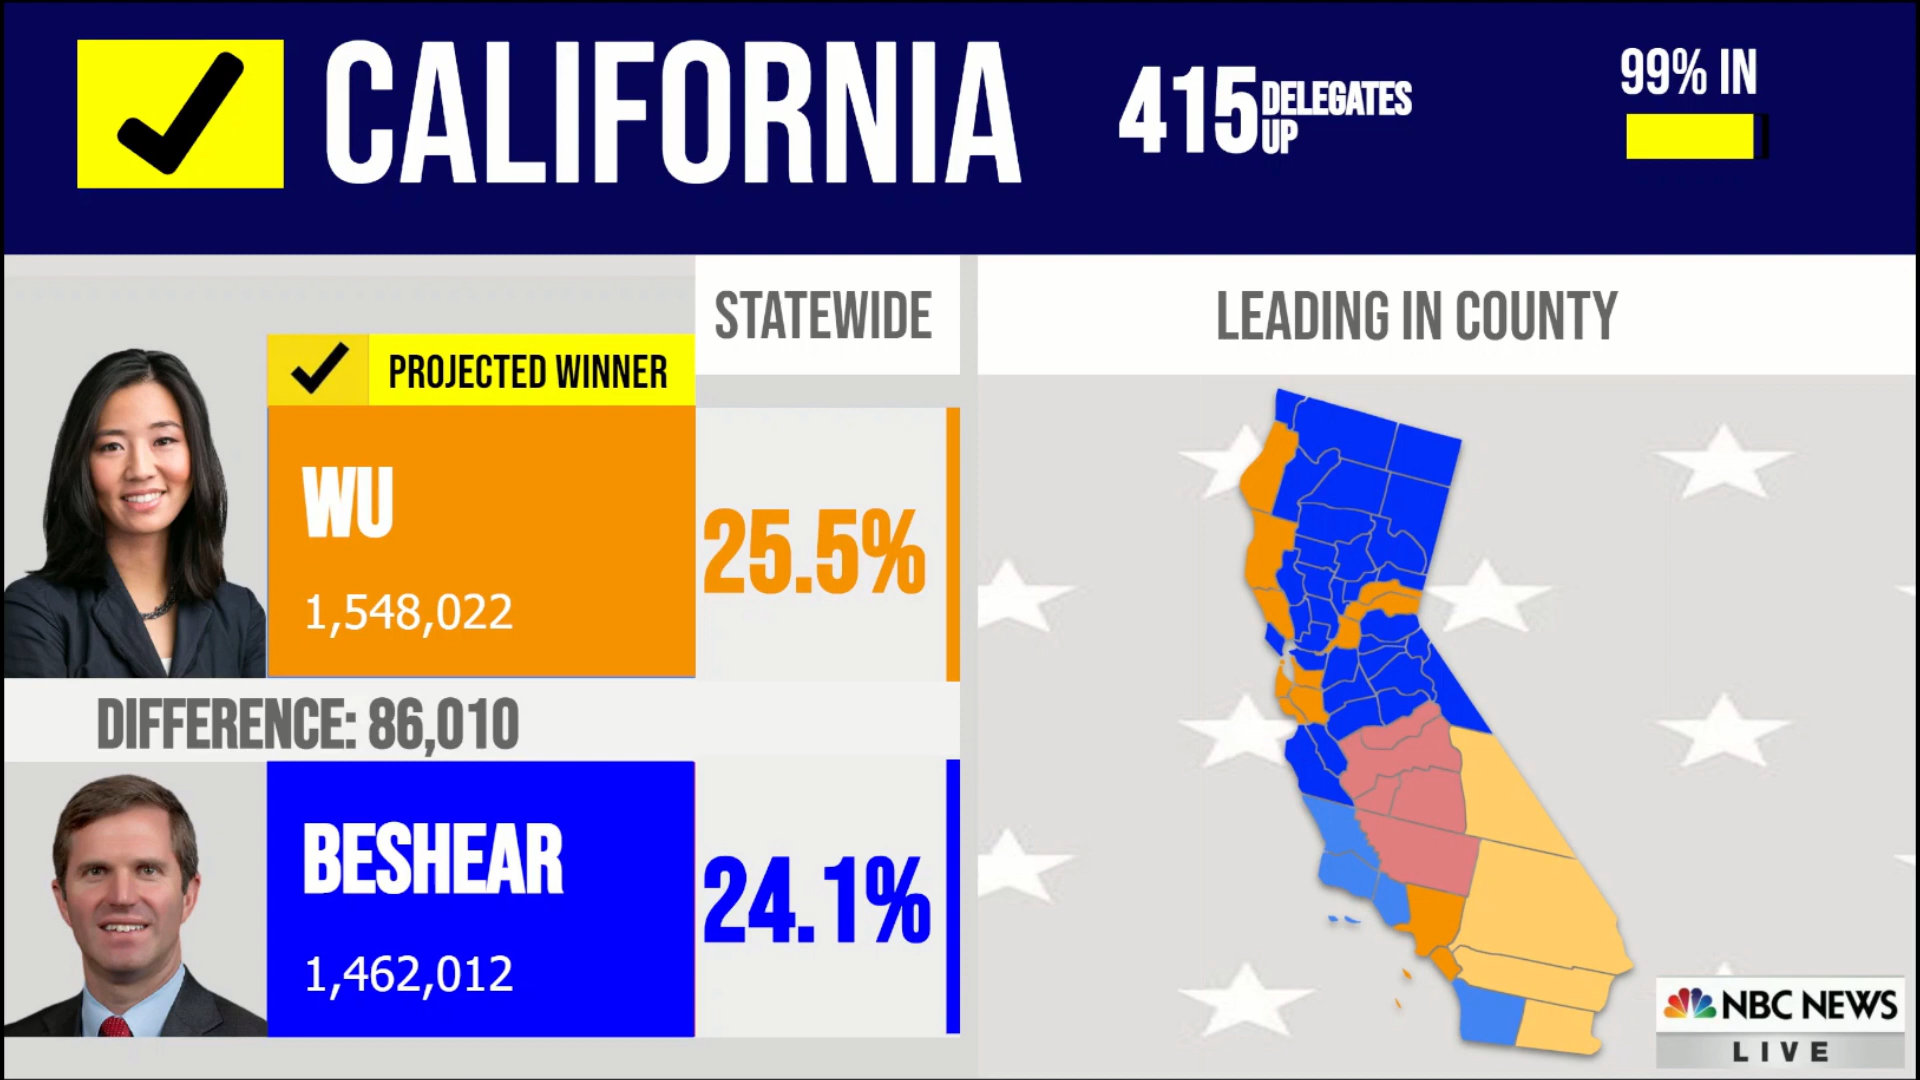 CALIFORNIA
415 DELEGATES
UP
99% IN
STATEWIDE
LEADING IN COUNTY
PROJECTED WINNER
WU
1,548,022
25.5%
DIFFERENCE: 86,010
BESHEAR
1,462,012
24.1%
NBC NEWS
LIVE